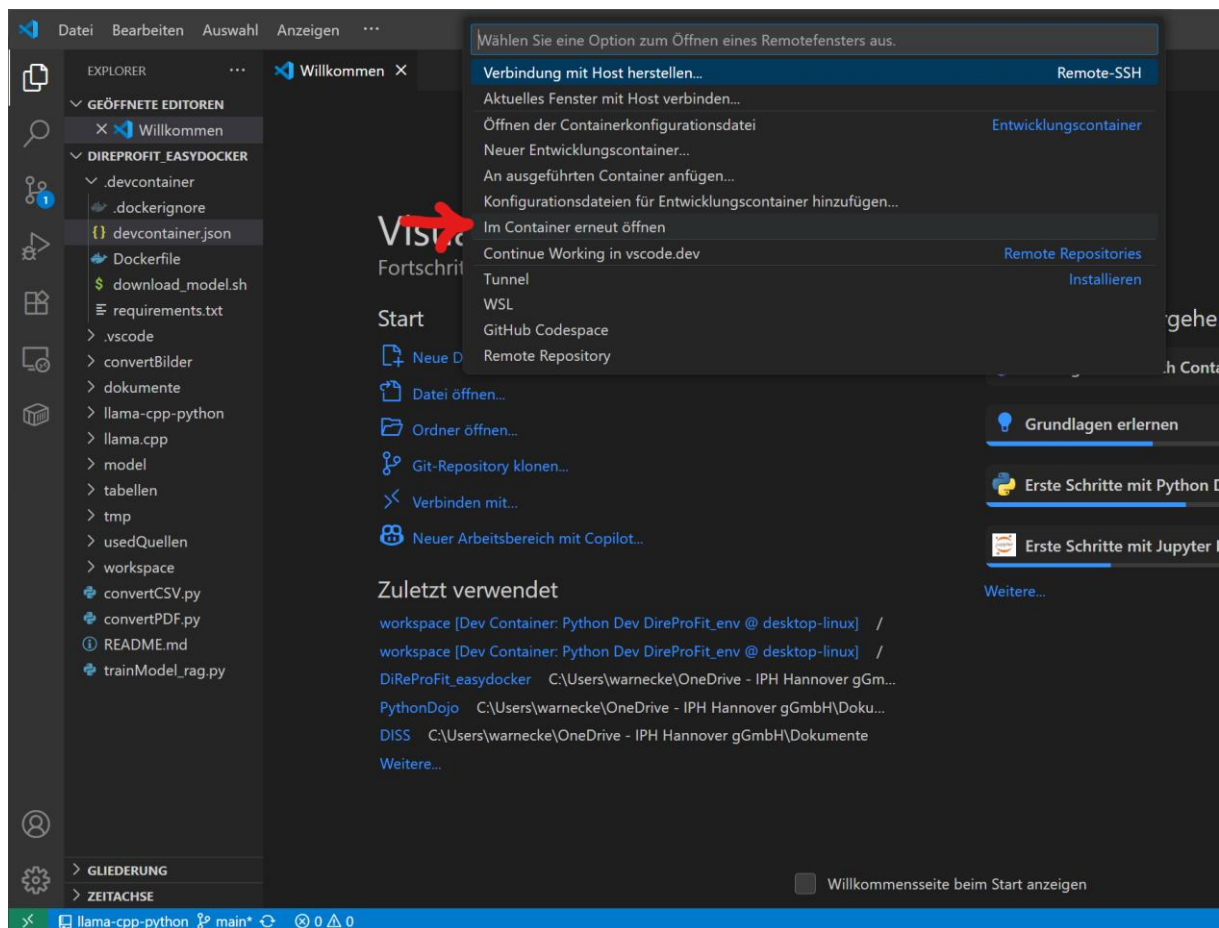 Datei Bearbeiten Auswahl Anzeigen ···
Wählen Sie eine Option zum Öffnen eines Remotefensters aus.
Verbindung mit Host herstellen... Remote-SSH
Aktuelles Fenster mit Host verbinden...
Öffnen der Containerkonfigurationsdatei Entwicklungscontainer
Neuer Entwicklungscontainer...
An ausgeführten Container anfügen...
Konfigurationsdateien für Entwicklungscontainer hinzufügen...
Im Container erneut öffnen
Continue Working in vscode.dev Remote Repositories
Tunnel Installieren
WSL
GitHub Codespace
Remote Repository
EXPLORER ···
GEÖFFNETE EDITOREN
Willkommen
DIREPROFIT_EASYDOCKER
.devcontainer
.dockerignore
{} devcontainer.json
Dockerfile
$ download_model.sh
requirements.txt
.vscode
convertBilder
dokumente
llama-cpp-python
llama.cpp
model
tabellen
tmp
usedQuellen
workspace
convertCSV.py
convertPDF.py
README.md
trainModel_rag.py
GLIEDERUNG
ZEITACHSE
1
Willkommen
Fortschrit
Start
Neue D
Datei öffnen...
Ordner öffnen...
Git-Repository klonen...
Verbinden mit...
Neuer Arbeitsbereich mit Copilot...
Zuletzt verwendet
workspace [Dev Container: Python Dev DireProFit_env @ desktop-linux] /
workspace [Dev Container: Python Dev DireProFit_env @ desktop-linux] /
DiReProFit_easydocker C:\Users\warnecke\OneDrive - IPH Hannover gGm...
PythonDojo C:\Users\warnecke\OneDrive - IPH Hannover gGmbH\Doku...
DISS C:\Users\warnecke\OneDrive - IPH Hannover gGmbH\Dokumente
Weitere...
rgehe
h Conta
Grundlagen erlernen
Erste Schritte mit Python D
Erste Schritte mit Jupyter
Weitere...
Willkommensseite beim Start anzeigen
llama-cpp-python main* 0 0